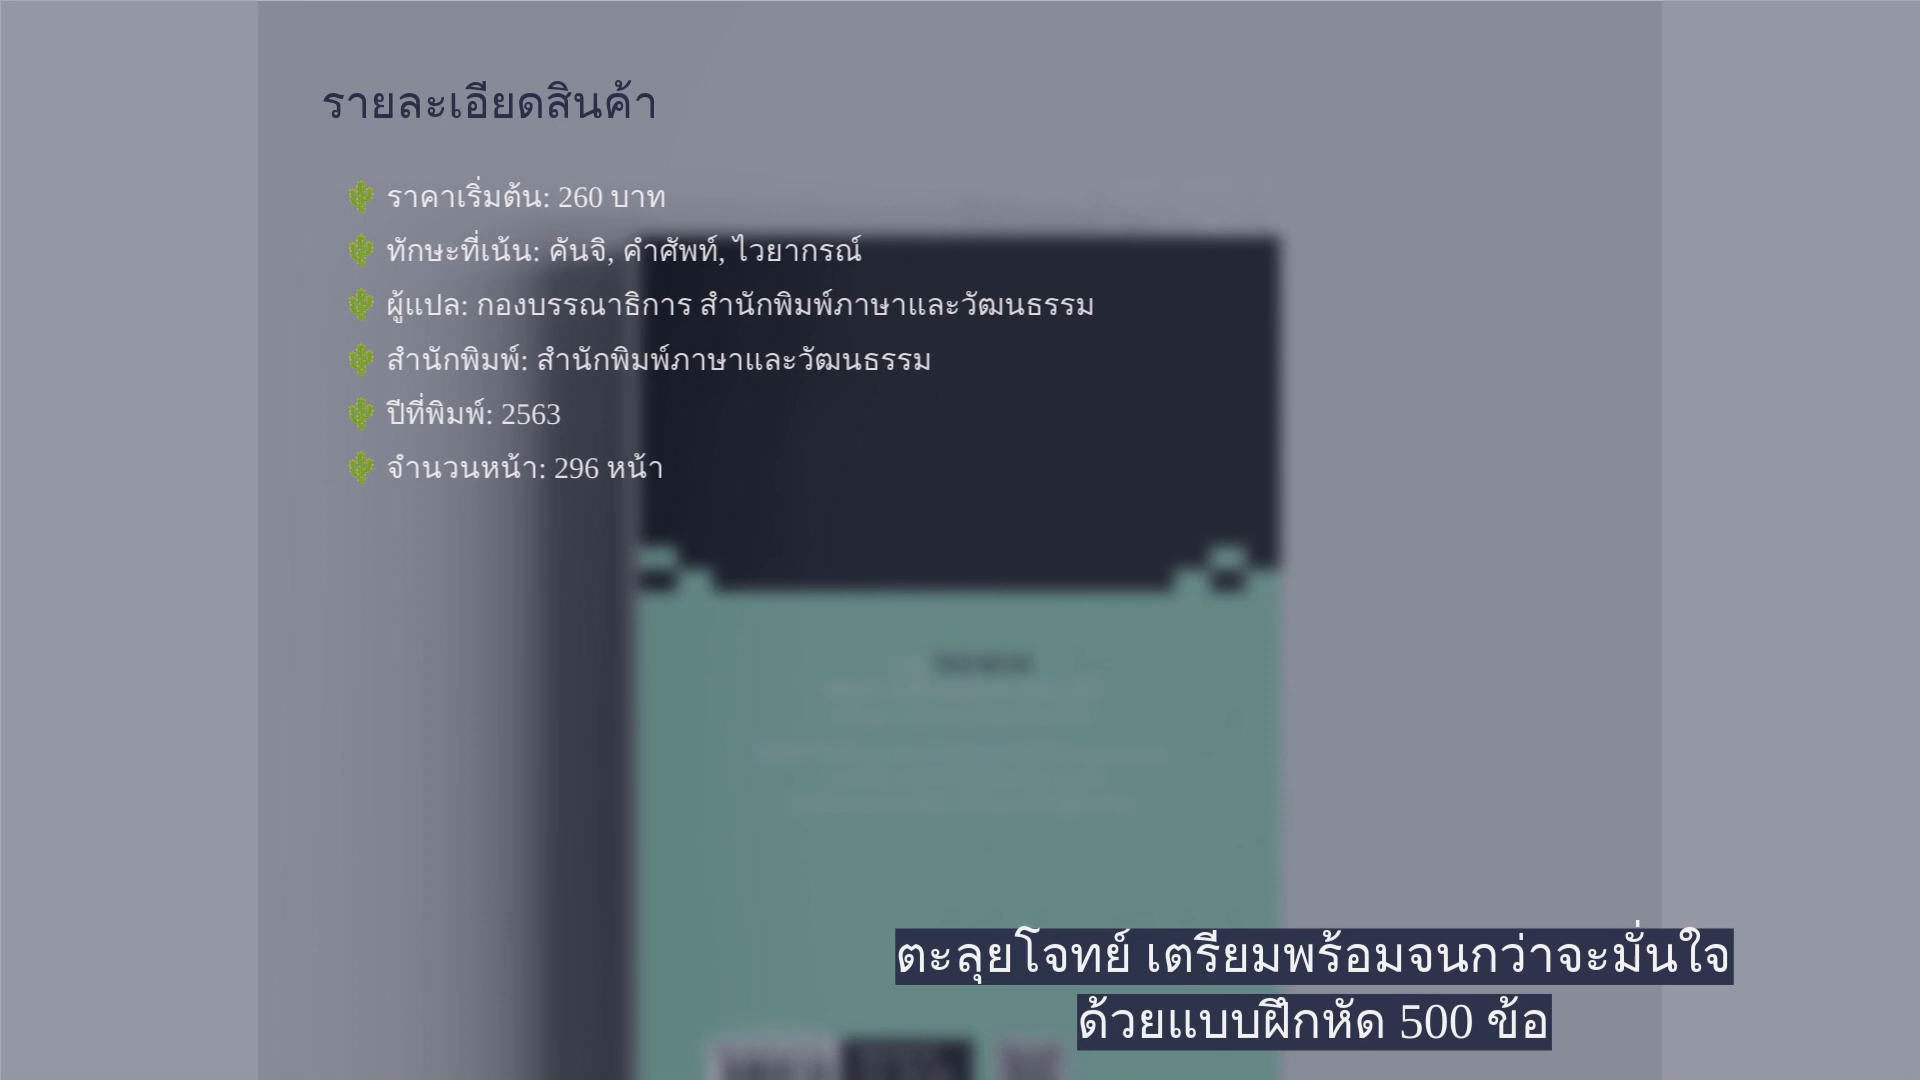 รายละเอียดสินค้า
🌵 ราคาเริ่มต้น: 260 บาท
🌵 ทักษะที่เน้น: คันจิ, คำศัพท์, ไวยากรณ์
🌵 ผู้แปล: กองบรรณาธิการ สำนักพิมพ์ภาษาและวัฒนธรรม
🌵 สำนักพิมพ์: สำนักพิมพ์ภาษาและวัฒนธรรม
🌵 ปีที่พิมพ์: 2563
🌵 จำนวนหน้า: 296 หน้า
ตะลุยโจทย์ เตรียมพร้อมจนกว่าจะมั่นใจ
ด้วยแบบฝึกหัด 500 ข้อ